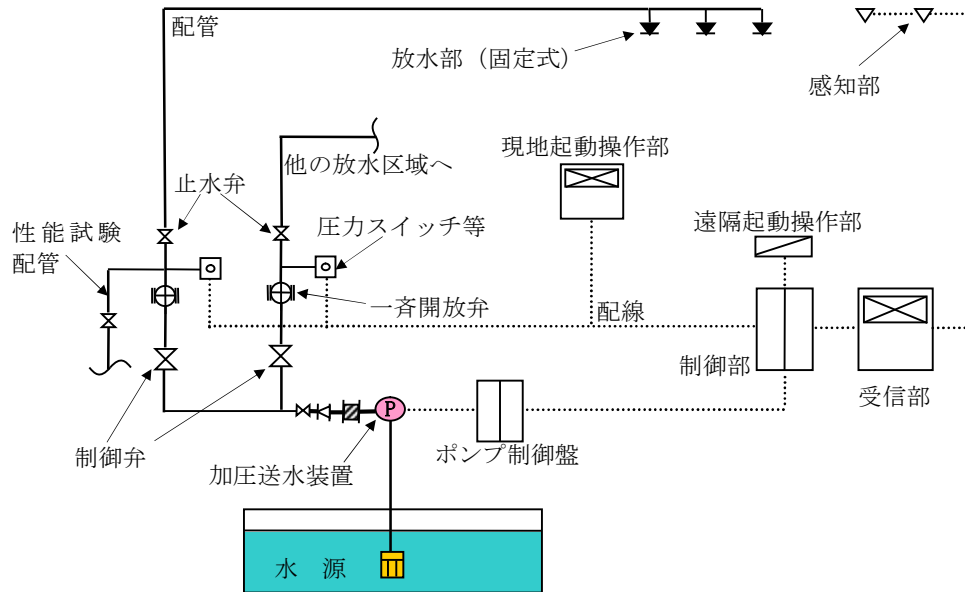 配管
放水部（固定式）
感知部
現地起動操作部
他の放水区域へ
止水弁
遠隔起動操作部
圧力スイッチ等
性能試験
配管
一斉開放弁
配線
制御部
受信部
P
制御弁
ポンプ制御盤
加圧送水装置
水　源